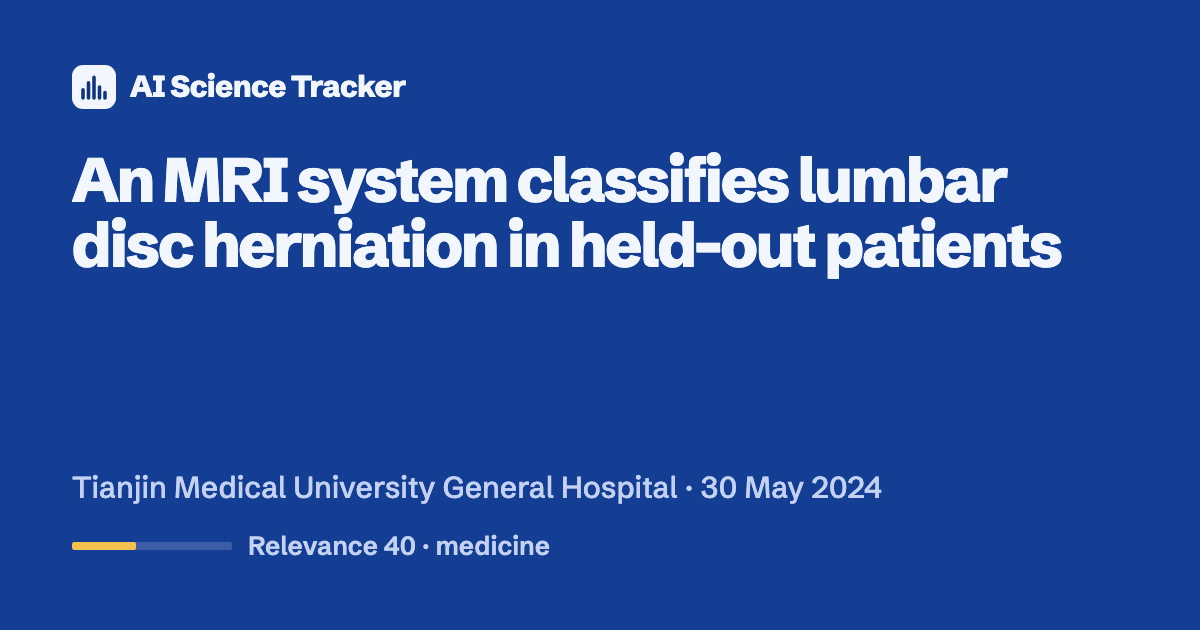 AI Science Tracker
An MRI system classifies lumbar
disc herniation in held-out patients
Tianjin Medical University General Hospital · 30 May 2024
Relevance 40 · medicine